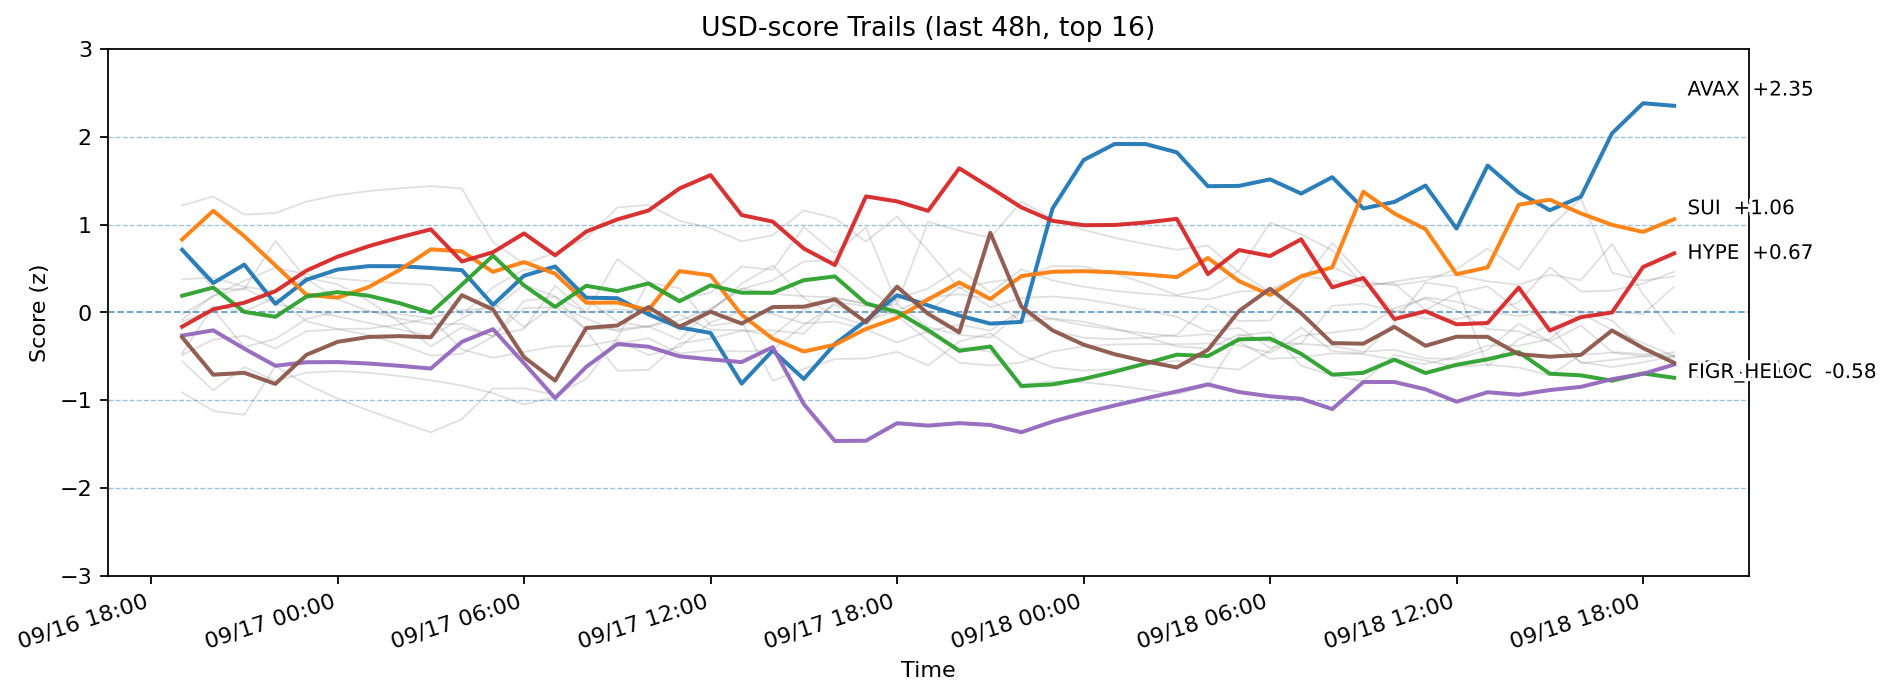 USD-score Trails (last 48h, top 16)
3
2
1
0
−1
−2
−3
Score (z)
AVAX +2.35
SUI +1.06
HYPE +0.67
FIGR_HELOC -0.58
09/16 18:00
09/17 00:00
09/17 06:00
09/17 12:00
09/17 18:00
09/18 00:00
09/18 06:00
09/18 12:00
09/18 18:00
Time